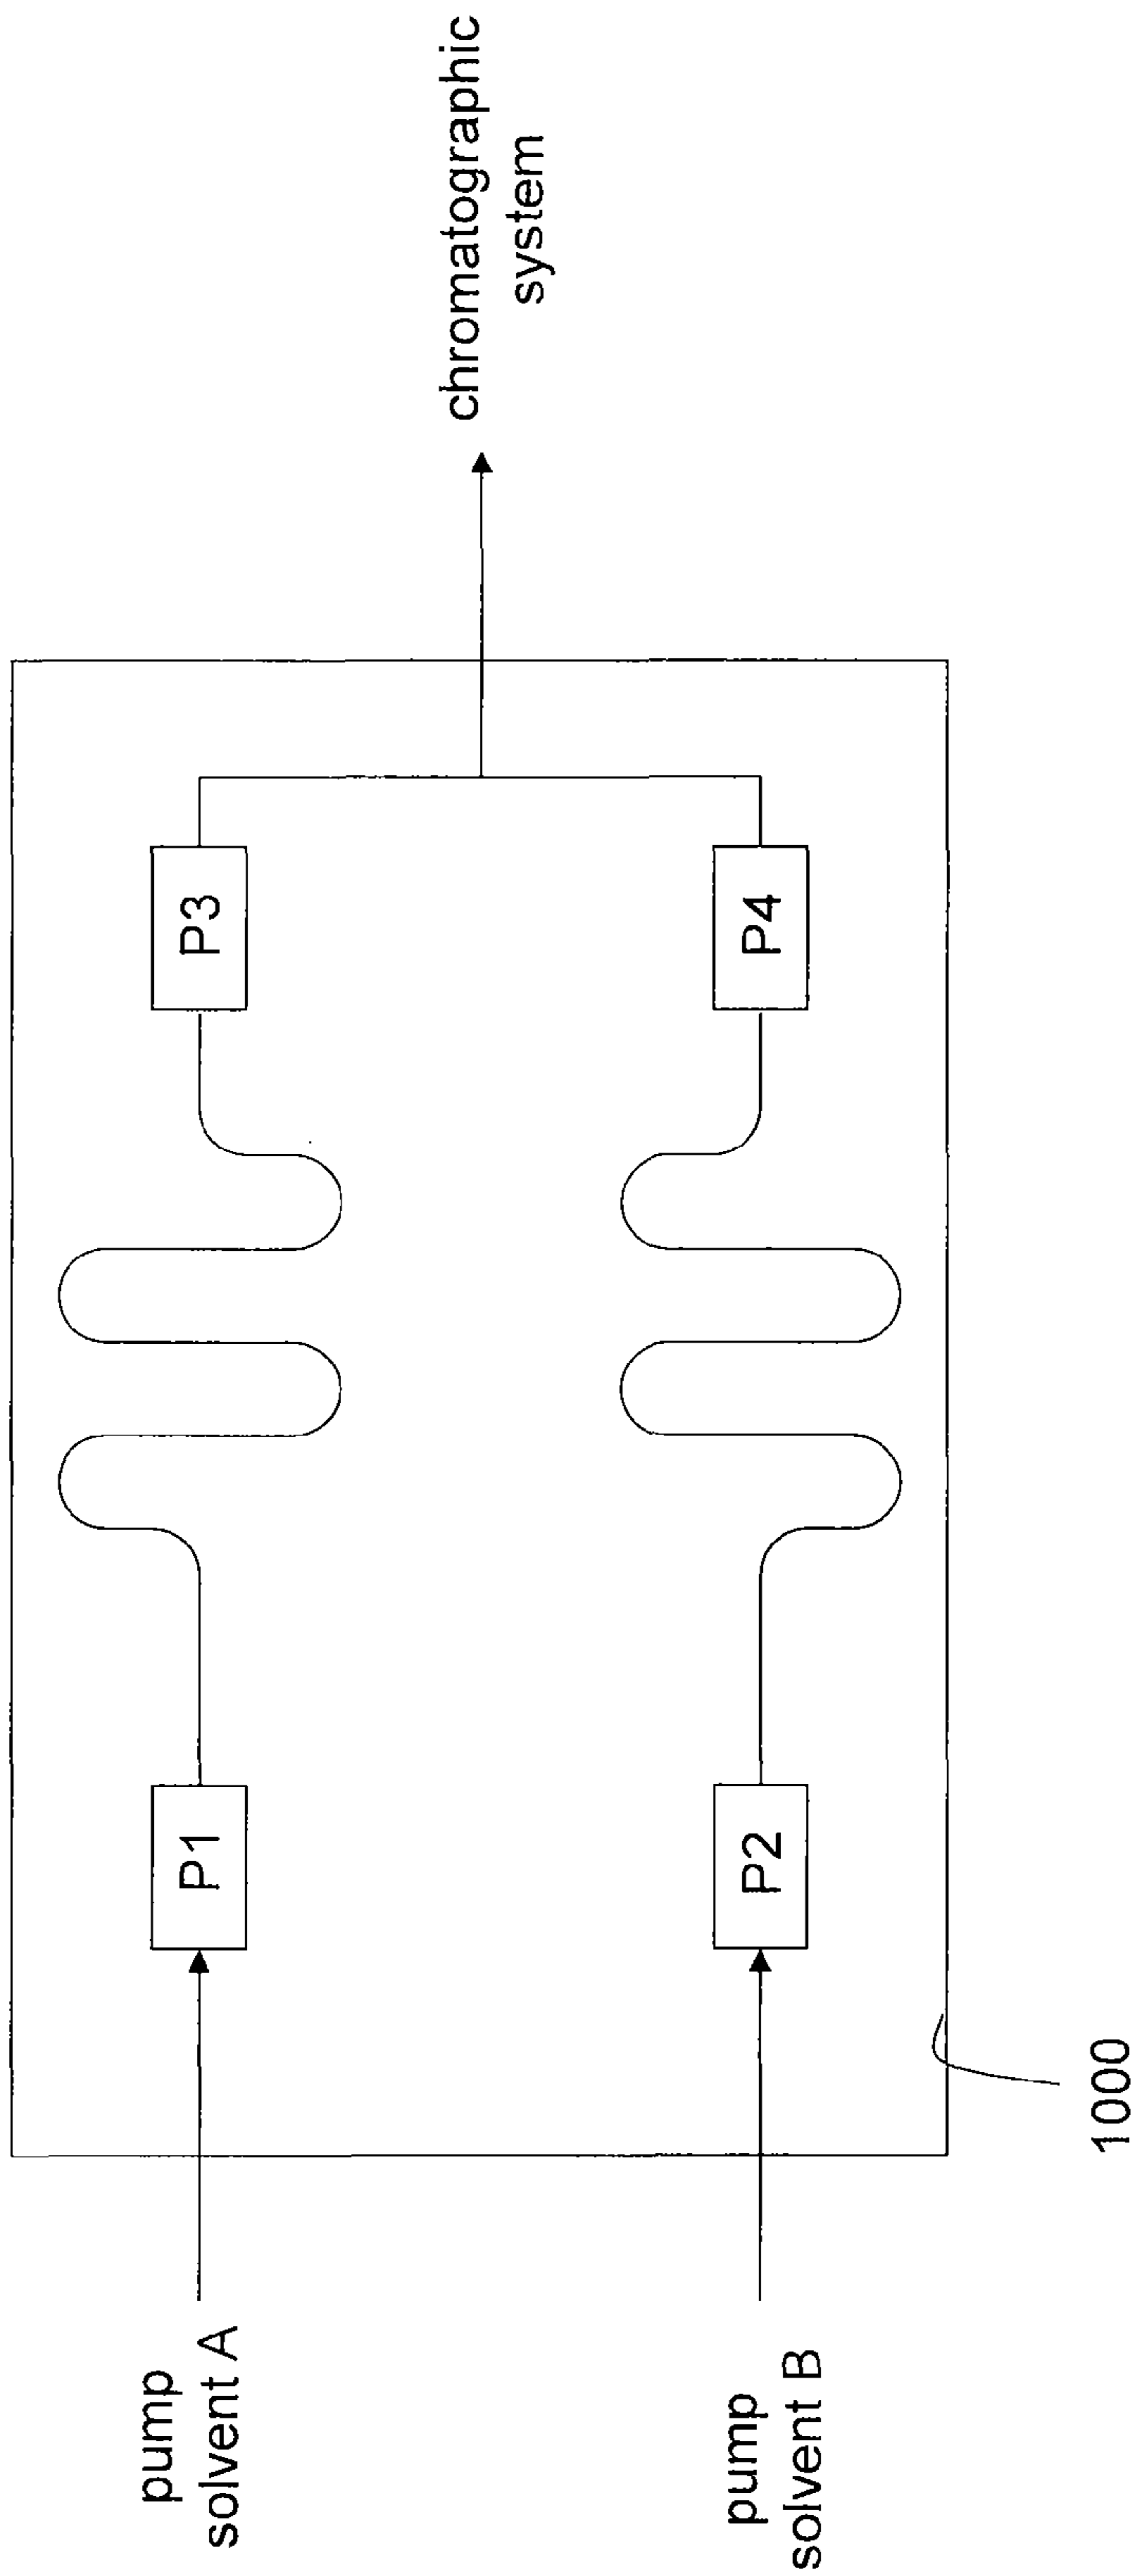 pump
solvent A
P1
P3
chromatographic
system
pump
solvent B
P2
P4
1000